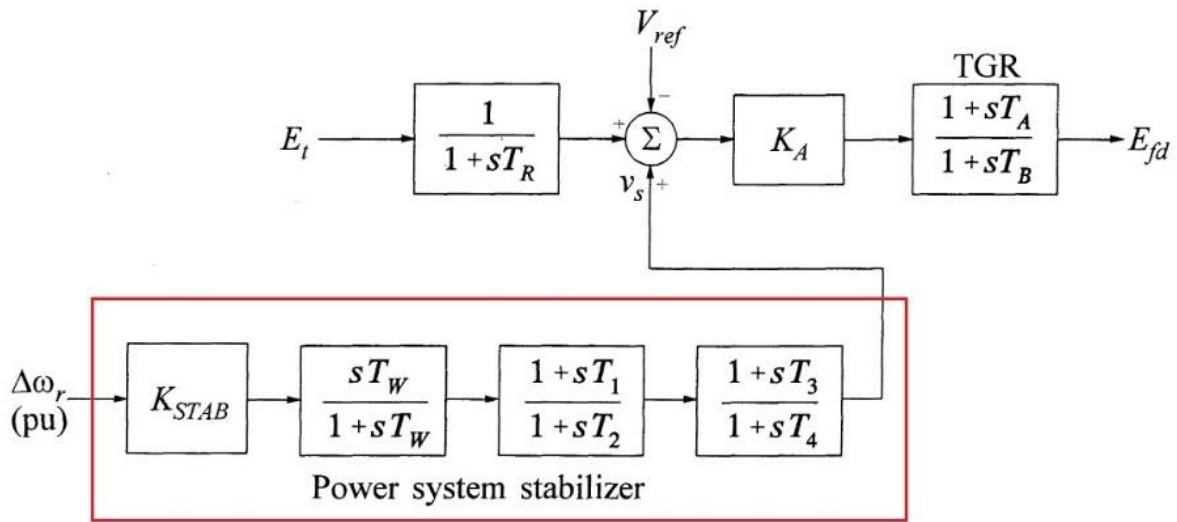 V_ref
TGR
E_t
1
1 + sT_R
+
−
Σ
v_s
+
K_A
1 + sT_A
1 + sT_B
E_fd
Δω_r
(pu)
K_STAB
sT_W
1 + sT_W
1 + sT_1
1 + sT_2
1 + sT_3
1 + sT_4
Power system stabilizer